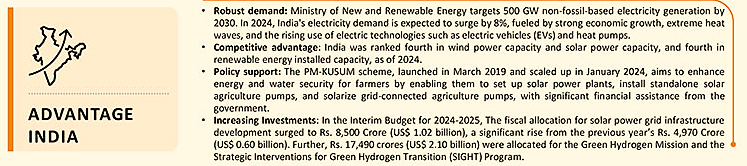 • Robust demand: Ministry of New and Renewable Energy targets 500 GW non-fossil-based electricity generation by
2030. In 2024, India's electricity demand is expected to surge by 8%, fueled by strong economic growth, extreme heat
waves, and the rising use of electric technologies such as electric vehicles (EVs) and heat pumps.
• Competitive advantage: India was ranked fourth in wind power capacity and solar power capacity, and fourth in
renewable energy installed capacity, as of 2024.
• Policy support: The PM-KUSUM scheme, launched in March 2019 and scaled up in January 2024, aims to enhance
energy and water security for farmers by enabling them to set up solar power plants, install standalone solar
agriculture pumps, and solarize grid-connected agriculture pumps, with significant financial assistance from the
government.
• Increasing Investments: In the Interim Budget for 2024-2025, The fiscal allocation for solar power grid infrastructure
development surged to Rs. 8,500 Crore (US$ 1.02 billion), a significant rise from the previous year's Rs. 4,970 Crore
(US$ 0.60 billion). Further, Rs. 17,490 crores (US$ 2.10 billion) were allocated for the Green Hydrogen Mission and the
Strategic Interventions for Green Hydrogen Transition (SIGHT) Program.
ADVANTAGE
INDIA